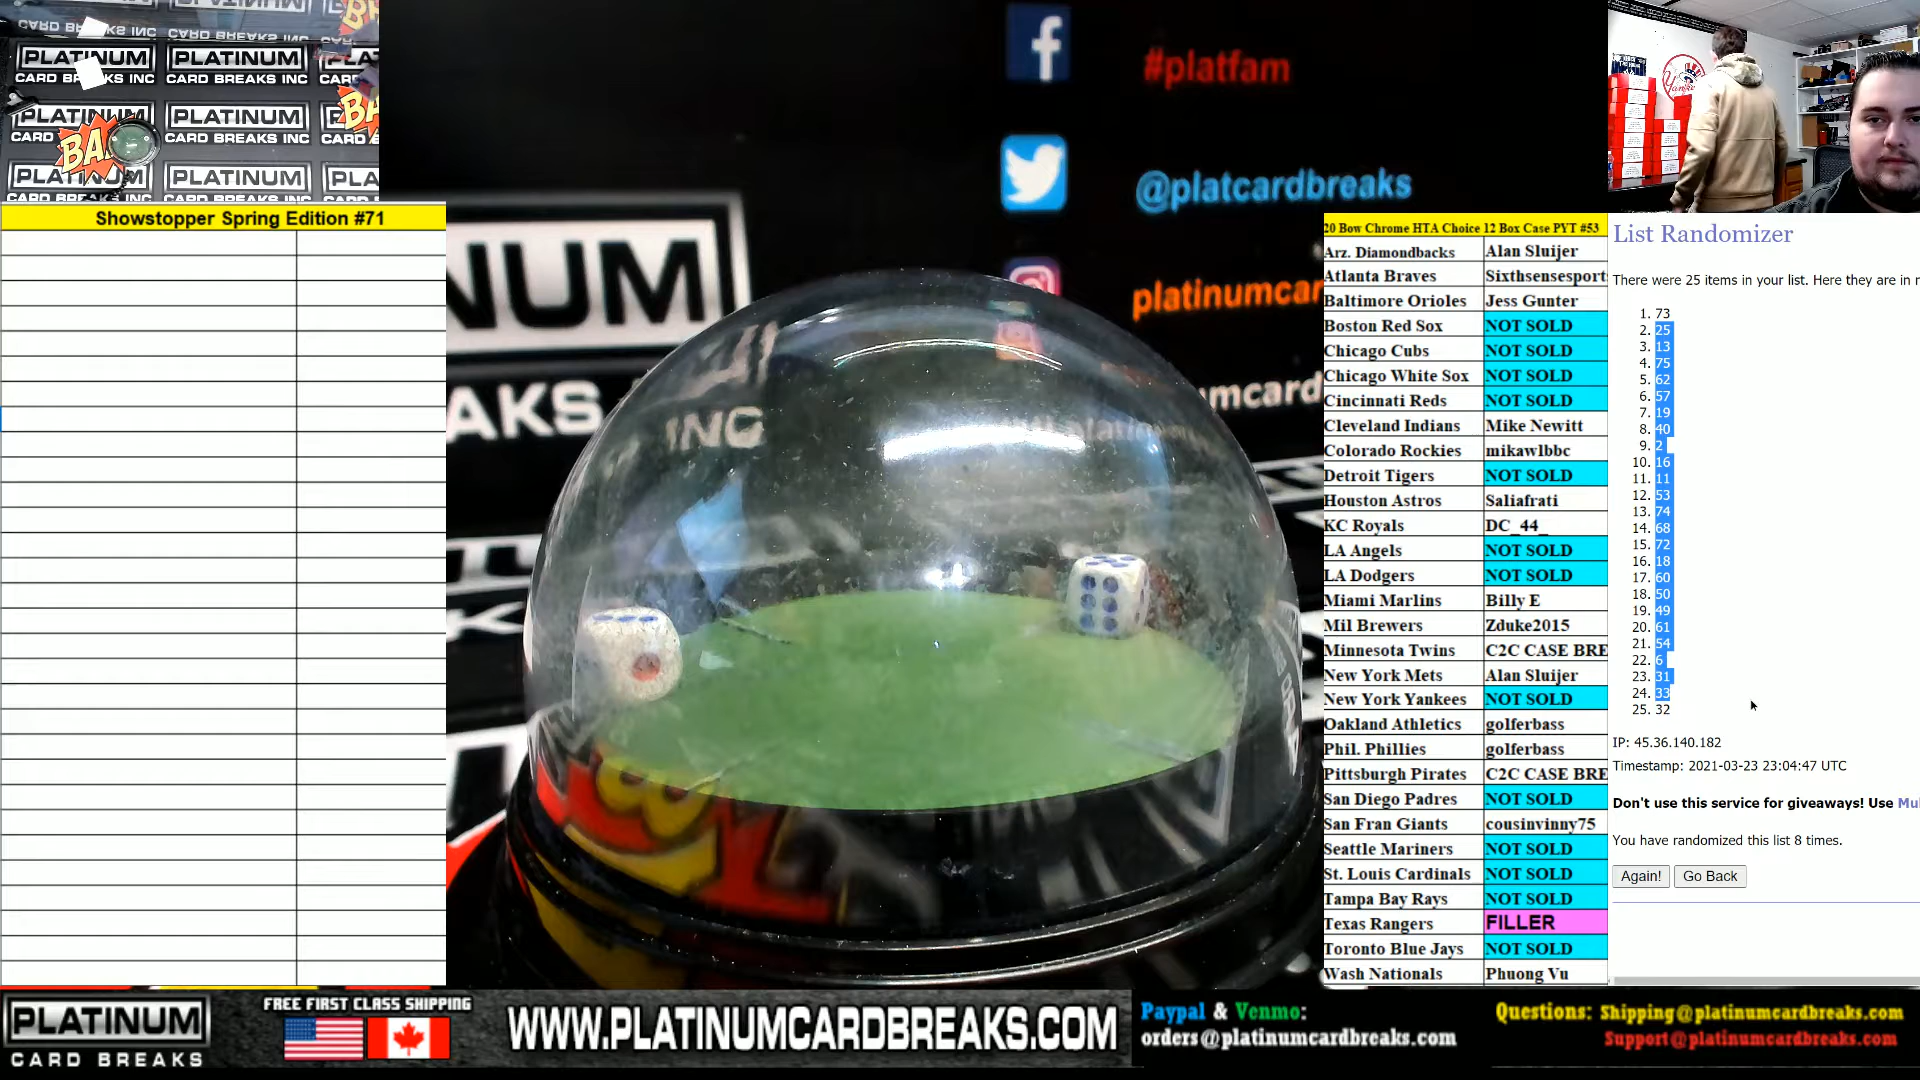 PLATINUM
CARD BREAKS INC
PLATINUM
CARD BREAKS INC
PLATINUM
CARD BREAKS INC
PLATINUM
CARD BREAKS INC
#platfam
@platcardbreaks
platinumcar
Showstopper Spring Edition #71
20 Bow Chrome HTA Choice 12 Box Case PYT #53
Arz. Diamondbacks Alan Sluijer
Atlanta Braves Sixthsensesport
Baltimore Orioles Jess Gunter
Boston Red Sox NOT SOLD
Chicago Cubs NOT SOLD
Chicago White Sox NOT SOLD
Cincinnati Reds NOT SOLD
Cleveland Indians Mike Newitt
Colorado Rockies mikawlbbc
Detroit Tigers NOT SOLD
Houston Astros Saliafrati
KC Royals DC_44_
LA Angels NOT SOLD
LA Dodgers NOT SOLD
Miami Marlins Billy E
Mil Brewers Zduke2015
Minnesota Twins C2C CASE BRE
New York Mets Alan Sluijer
New York Yankees NOT SOLD
Oakland Athletics golferbass
Phil. Phillies golferbass
Pittsburgh Pirates C2C CASE BRE
San Diego Padres NOT SOLD
San Fran Giants cousinvinny75
Seattle Mariners NOT SOLD
St. Louis Cardinals NOT SOLD
Tampa Bay Rays NOT SOLD
Texas Rangers FILLER
Toronto Blue Jays NOT SOLD
Wash Nationals Phuong Vu
List Randomizer
There were 25 items in your list. Here they are in r
1. 73
2. 25
3. 13
4. 75
5. 62
6. 57
7. 19
8. 40
9. 2
10. 16
11. 11
12. 53
13. 74
14. 68
15. 72
16. 18
17. 60
18. 50
19. 49
20. 61
21. 54
22. 6
23. 31
24. 33
25. 32
IP: 45.36.140.182
Timestamp: 2021-03-23 23:04:47 UTC
Don't use this service for giveaways! Use Mu
You have randomized this list 8 times.
Again! Go Back
PLATINUM
CARD BREAKS
FREE FIRST CLASS SHIPPING
WWW.PLATINUMCARDBREAKS.COM
Paypal & Venmo:
orders@platinumcardbreaks.com
Questions: Shipping@platinumcardbreaks.com
Support@platinumcardbreaks.com